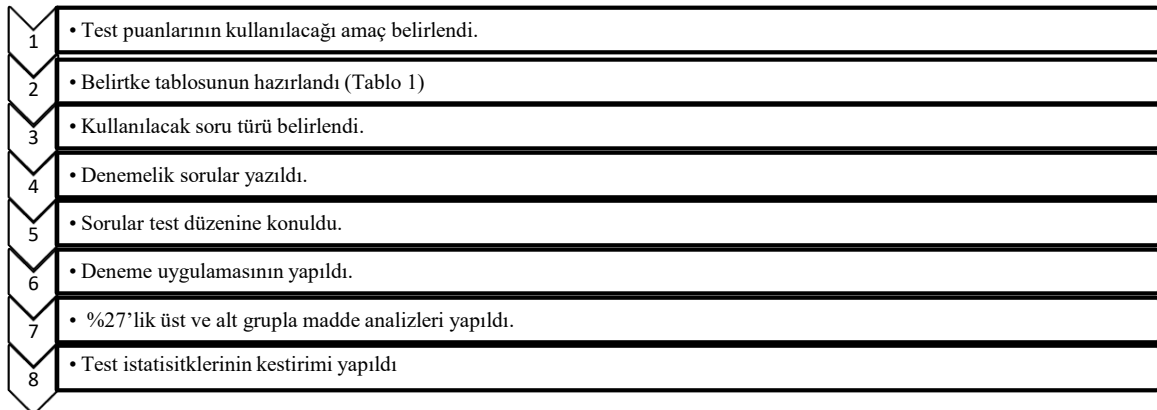 1 • Test puanlarının kullanılacağı amaç belirlendi.
2 • Belirtke tablosunun hazırlandı (Tablo 1)
3 • Kullanılacak soru türü belirlendi.
4 • Denemelik sorular yazıldı.
5 • Sorular test düzenine konuldu.
6 • Deneme uygulamasının yapıldı.
7 • %27’lik üst ve alt grupla madde analizleri yapıldı.
8 • Test istatisitklerinin kestirimi yapıldı